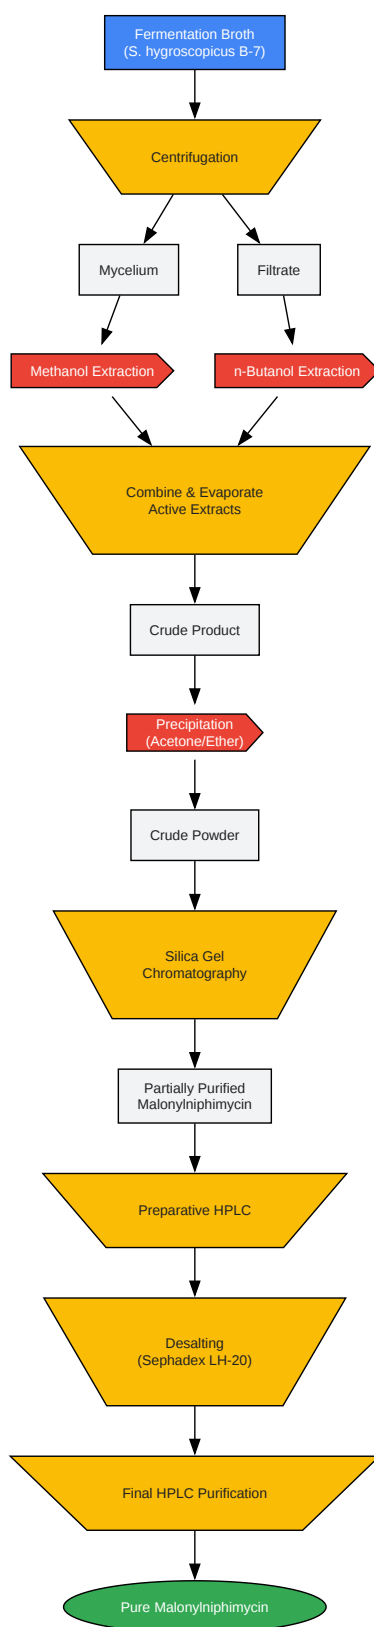 Fermentation Broth
(S. hygroscopicus B-7)
Centrifugation
Mycelium
Filtrate
Methanol Extraction
n-Butanol Extraction
Combine & Evaporate
Active Extracts
Crude Product
Precipitation
(Acetone/Ether)
Crude Powder
Silica Gel
Chromatography
Partially Purified
Malonylniphimycin
Preparative HPLC
Desalting
(Sephadex LH-20)
Final HPLC Purification
Pure Malonylniphimycin